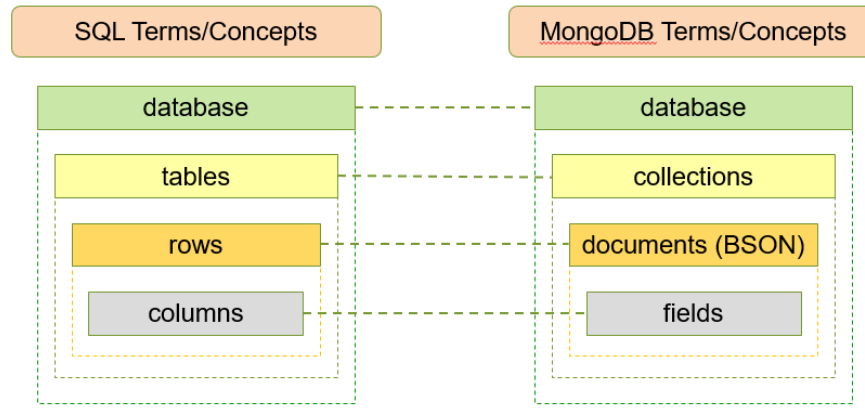 SQL Terms/Concepts
MongoDB Terms/Concepts
database
database
tables
collections
rows
documents (BSON)
columns
fields